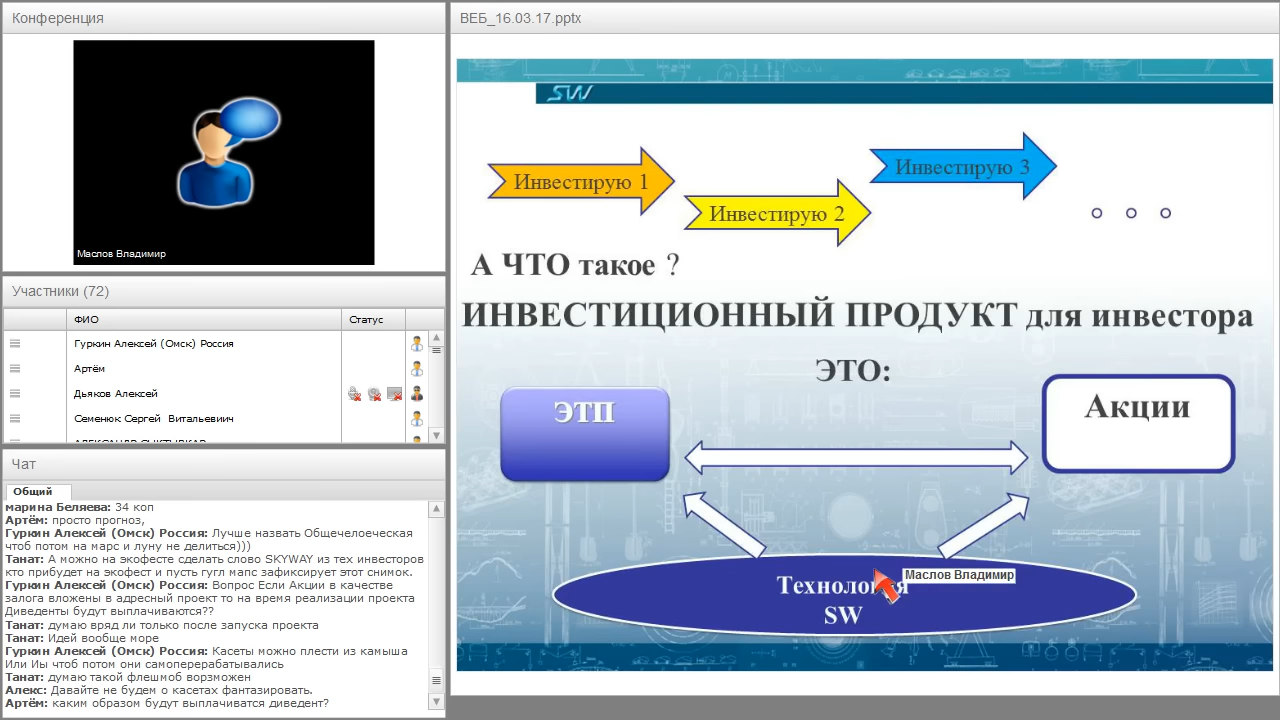 Конференция
Маслов Владимир
Участники (72)
ФИО Статус
Гуркин Алексей (Омск) Россия
Артём
Дьяков Алексей
Семенюк Сергей Витальевич
Чат
Общий
марина Беляева: 34 коп
Артём: просто прогноз,
Гуркин Алексей (Омск) Россия: Лучше назвать Общечеловеческая
чтоб потом на марс и луну не делиться)))
Танат: А можно на экофесте сделать слово SKYWAY из тех инвесторов
кто прибудет на экофест и пусть гугл мапс зафиксирует этот снимок.
Гуркин Алексей (Омск) Россия: Вопрос Если Акции в качестве
залога вложены в адресный проект то на время реализации проекта
Диведенты будут выплачиваются??
Танат: думаю вряд ли только после запуска проекта
Танат: Идей вообще море
Гуркин Алексей (Омск) Россия: Касеты можно плести из камыша
Или Иы чтоб потом они самоперерабатывались
Танат: думаю такой флешмоб ворзможен
Алекс: Давайте не будем о касетах фантазировать.
Артём: каким образом будут выплачиватся дивидент?
ВЕБ_16.03.17.pptx
SW
Инвестирую 1
Инвестирую 2
Инвестирую 3
А ЧТО такое ?
ИНВЕСТИЦИОННЫЙ ПРОДУКТ для инвестора
ЭТО:
ЭТП
Акции
Технология
SW
Маслов Владимир